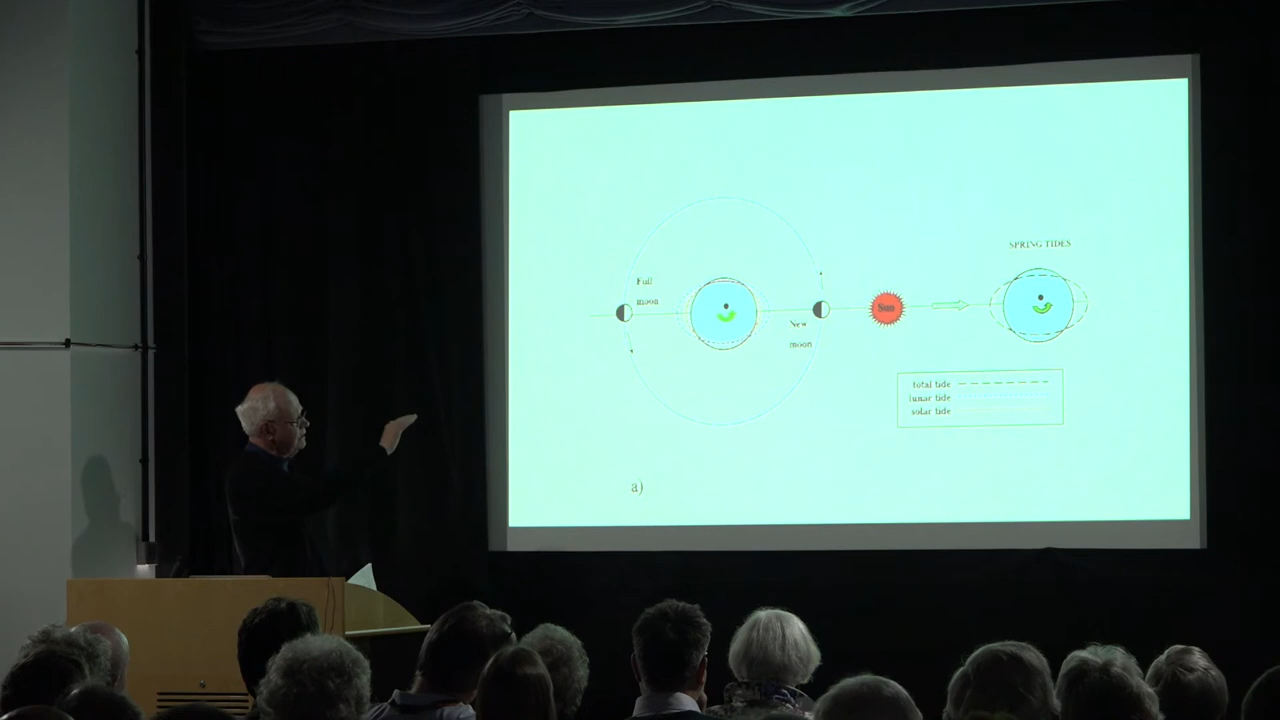 SPRING TIDES
Full
moon
Sun
New
moon
total tide
lunar tide
solar tide
a)